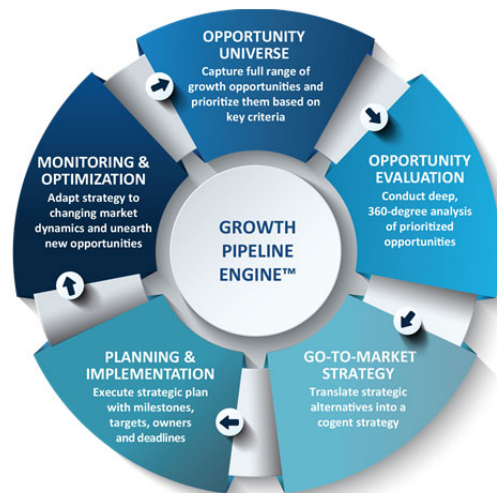 OPPORTUNITY
UNIVERSE
Capture full range of
growth opportunities and
prioritize them based on
key criteria
OPPORTUNITY
EVALUATION
Conduct deep,
360-degree analysis
of prioritized
opportunities
GO-TO-MARKET
STRATEGY
Translate strategic
alternatives into a
cogent strategy
PLANNING &
IMPLEMENTATION
Execute strategic plan
with milestones,
targets, owners
and deadlines
MONITORING &
OPTIMIZATION
Adapt strategy to
changing market
dynamics and unearth
new opportunities
GROWTH
PIPELINE
ENGINE™